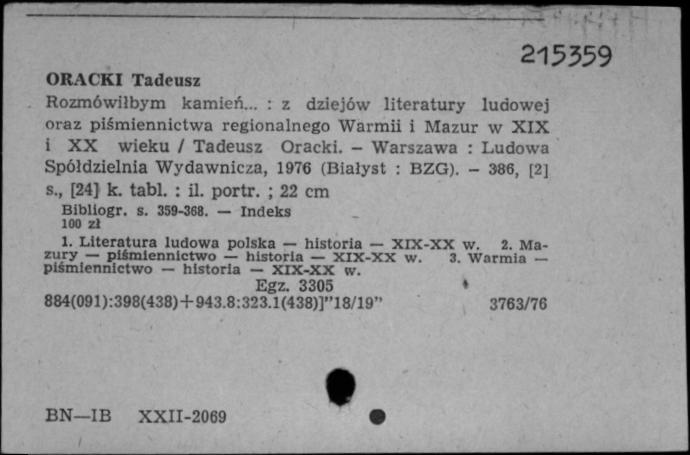 215359
ORACKI Tadeusz
Rozmówiłbym kamień... : z dziejów literatury ludowej
oraz piśmiennictwa regionalnego Warmii i Mazur w XIX
i XX wieku / Tadeusz Oracki. — Warszawa : Ludowa
Spółdzielnia Wydawnicza, 1976 (Białyst : BZG). — 386, [2]
s., [24] k. tabl. : il. portr. ; 22 cm
Bibliogr. s. 359-368. — Indeks
100 zł
1. Literatura ludowa polska — historia — XIX-XX w. 2. Ma-
zury — piśmiennictwo — historia — XIX-XX w. 3. Warmia —
piśmiennictwo — historia — XIX-XX w.
Egz. 3305
884(091):398(438)+943.8:323.1(438)]"18/19" 3763/76
BN—IB XXII-2069